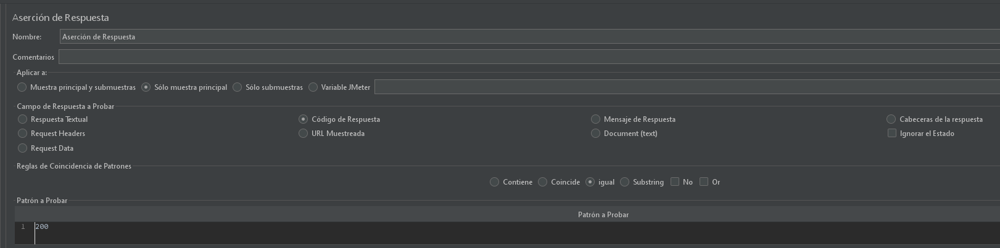 Aserción de Respuesta
Nombre: Aserción de Respuesta
Comentarios
Aplicar a:
Muestra principal y submuestras Sólo muestra principal Sólo submuestras Variable JMeter
Campo de Respuesta a Probar
Respuesta Textual Código de Respuesta Mensaje de Respuesta Cabeceras de la respuesta
Request Headers URL Muestreada Document (text) Ignorar el Estado
Request Data
Reglas de Coincidencia de Patrones
Contiene Coincide igual Substring No Or
Patrón a Probar
Patrón a Probar
1 200